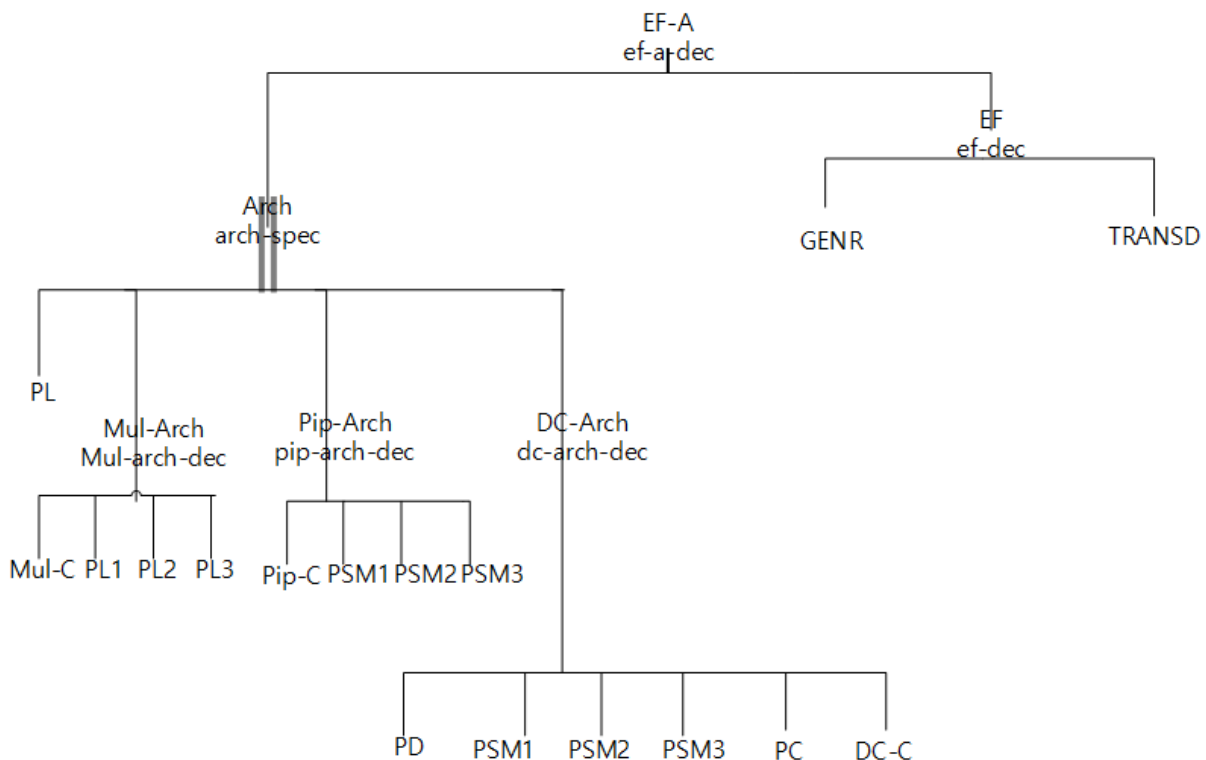 EF-A
ef-a-dec
EF
ef-dec
Arch
arch-spec
GENR
TRANSD
PL
Mul-Arch
Mul-arch-dec
Pip-Arch
pip-arch-dec
DC-Arch
dc-arch-dec
Mul-C PL1 PL2 PL3
Pip-C PSM1 PSM2 PSM3
PD PSM1 PSM2 PSM3 PC DC-C